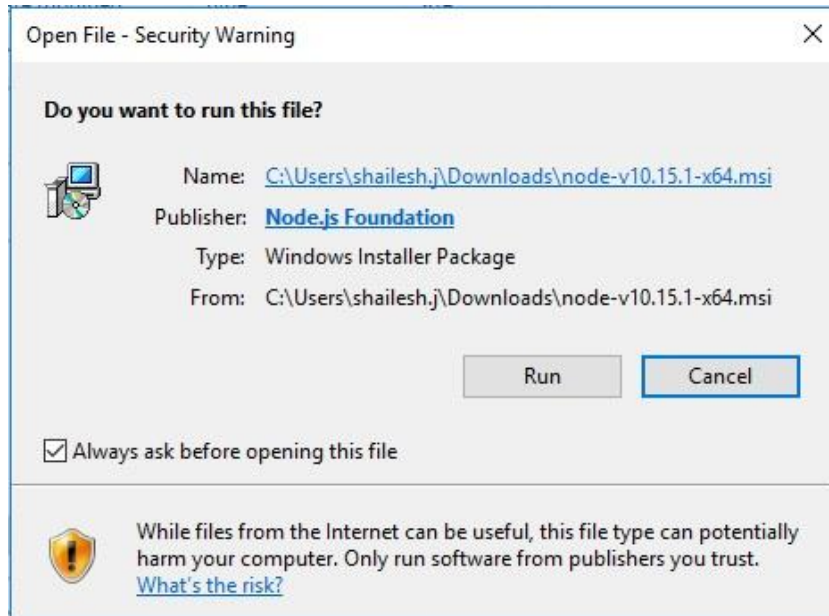 Open File - Security Warning
Do you want to run this file?
Name: C:\Users\shailesh.j\Downloads\node-v10.15.1-x64.msi
Publisher: Node.js Foundation
Type: Windows Installer Package
From: C:\Users\shailesh.j\Downloads\node-v10.15.1-x64.msi
Run Cancel
Always ask before opening this file
While files from the Internet can be useful, this file type can potentially
harm your computer. Only run software from publishers you trust.
What's the risk?